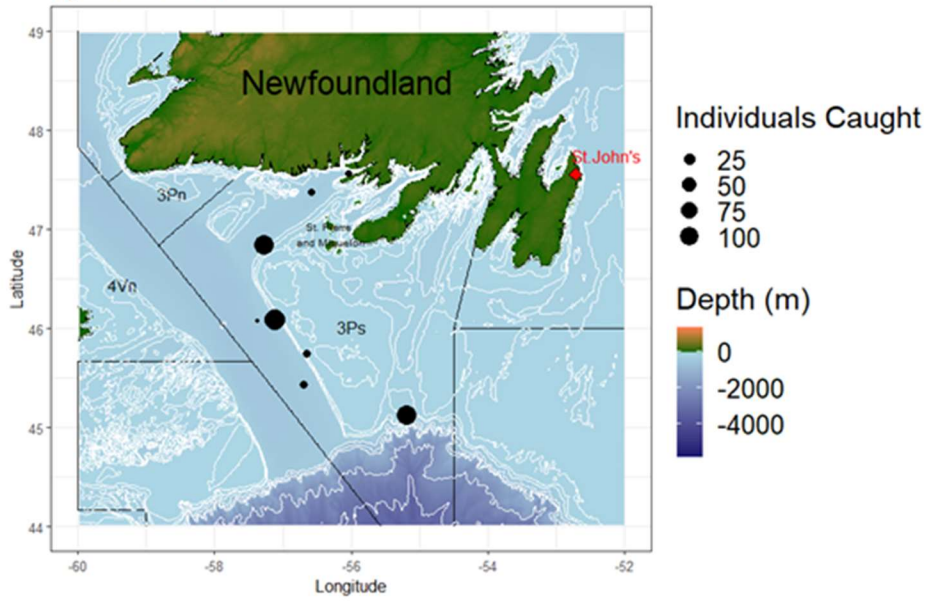 Newfoundland
St.John's
3Pn
St. Pierre
and Miquelon
4Vn
3Ps
49
48
47
46
45
44
-60
-58
-56
-54
-52
Latitude
Longitude
Individuals Caught
25
50
75
100
Depth (m)
0
-2000
-4000